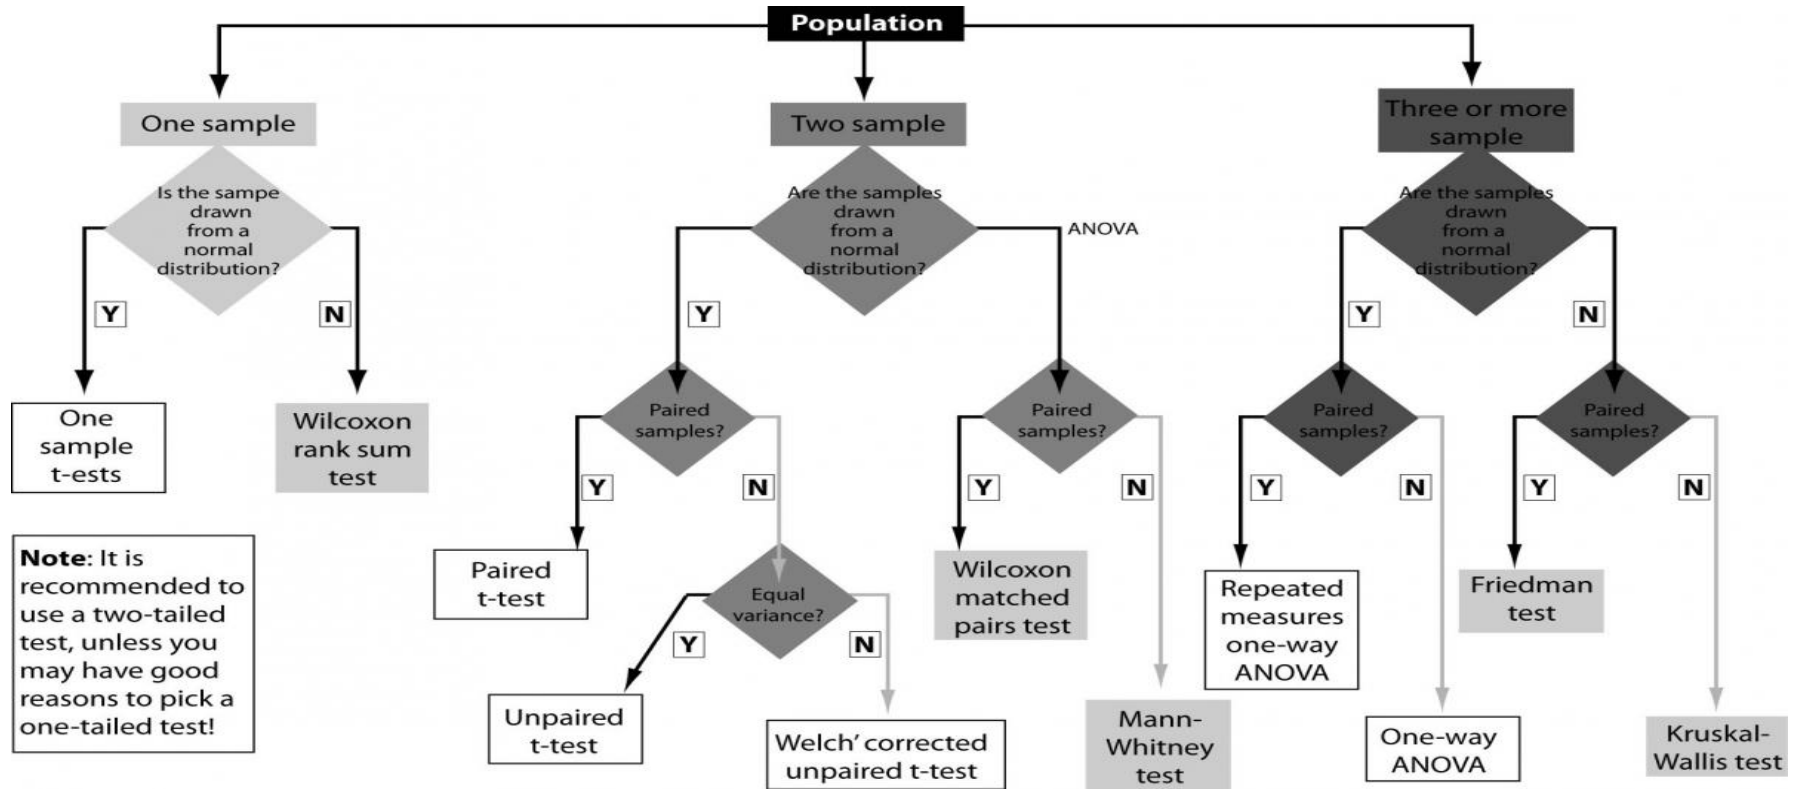 Population
One sample
Is the sampe
drawn
from a
normal
distribution?
Y
N
One
sample
t-ests
Wilcoxon
rank sum
test
Note: It is
recommended to
use a two-tailed
test, unless you
may have good
reasons to pick a
one-tailed test!
Two sample
Are the samples
drawn
from a
normal
distribution?
ANOVA
Y
Paired
samples?
Y
N
Paired
t-test
Equal
variance?
Y
N
Unpaired
t-test
Welch' corrected
unpaired t-test
Paired
samples?
Y
N
Wilcoxon
matched
pairs test
Mann-
Whitney
test
Three or more
sample
Are the samples
drawn
from a
normal
distribution?
Y
N
Paired
samples?
Y
N
Repeated
measures
one-way
ANOVA
One-way
ANOVA
Paired
samples?
Y
N
Friedman
test
Kruskal-
Wallis test